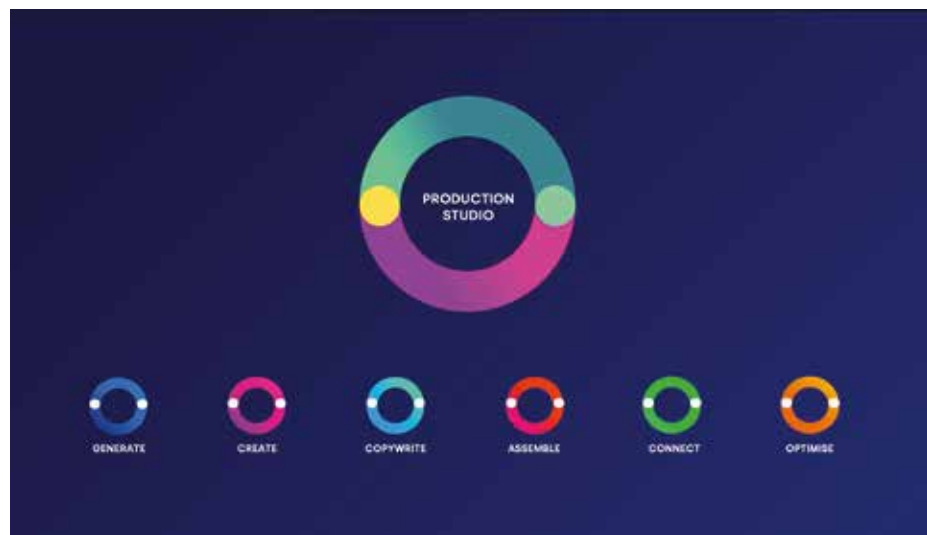 PRODUCTION
STUDIO
GENERATE
CREATE
COPYWRITE
ASSEMBLE
CONNECT
OPTIMISE